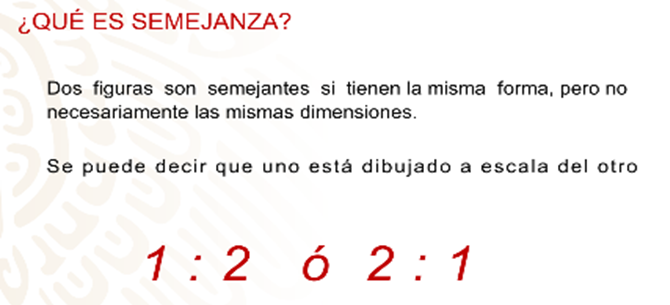 ¿QUÉ ES SEMEJANZA?
Dos figuras son semejantes si tienen la misma forma, pero no
necesariamente las mismas dimensiones.
Se puede decir que uno está dibujado a escala del otro
1 : 2 ó 2 : 1